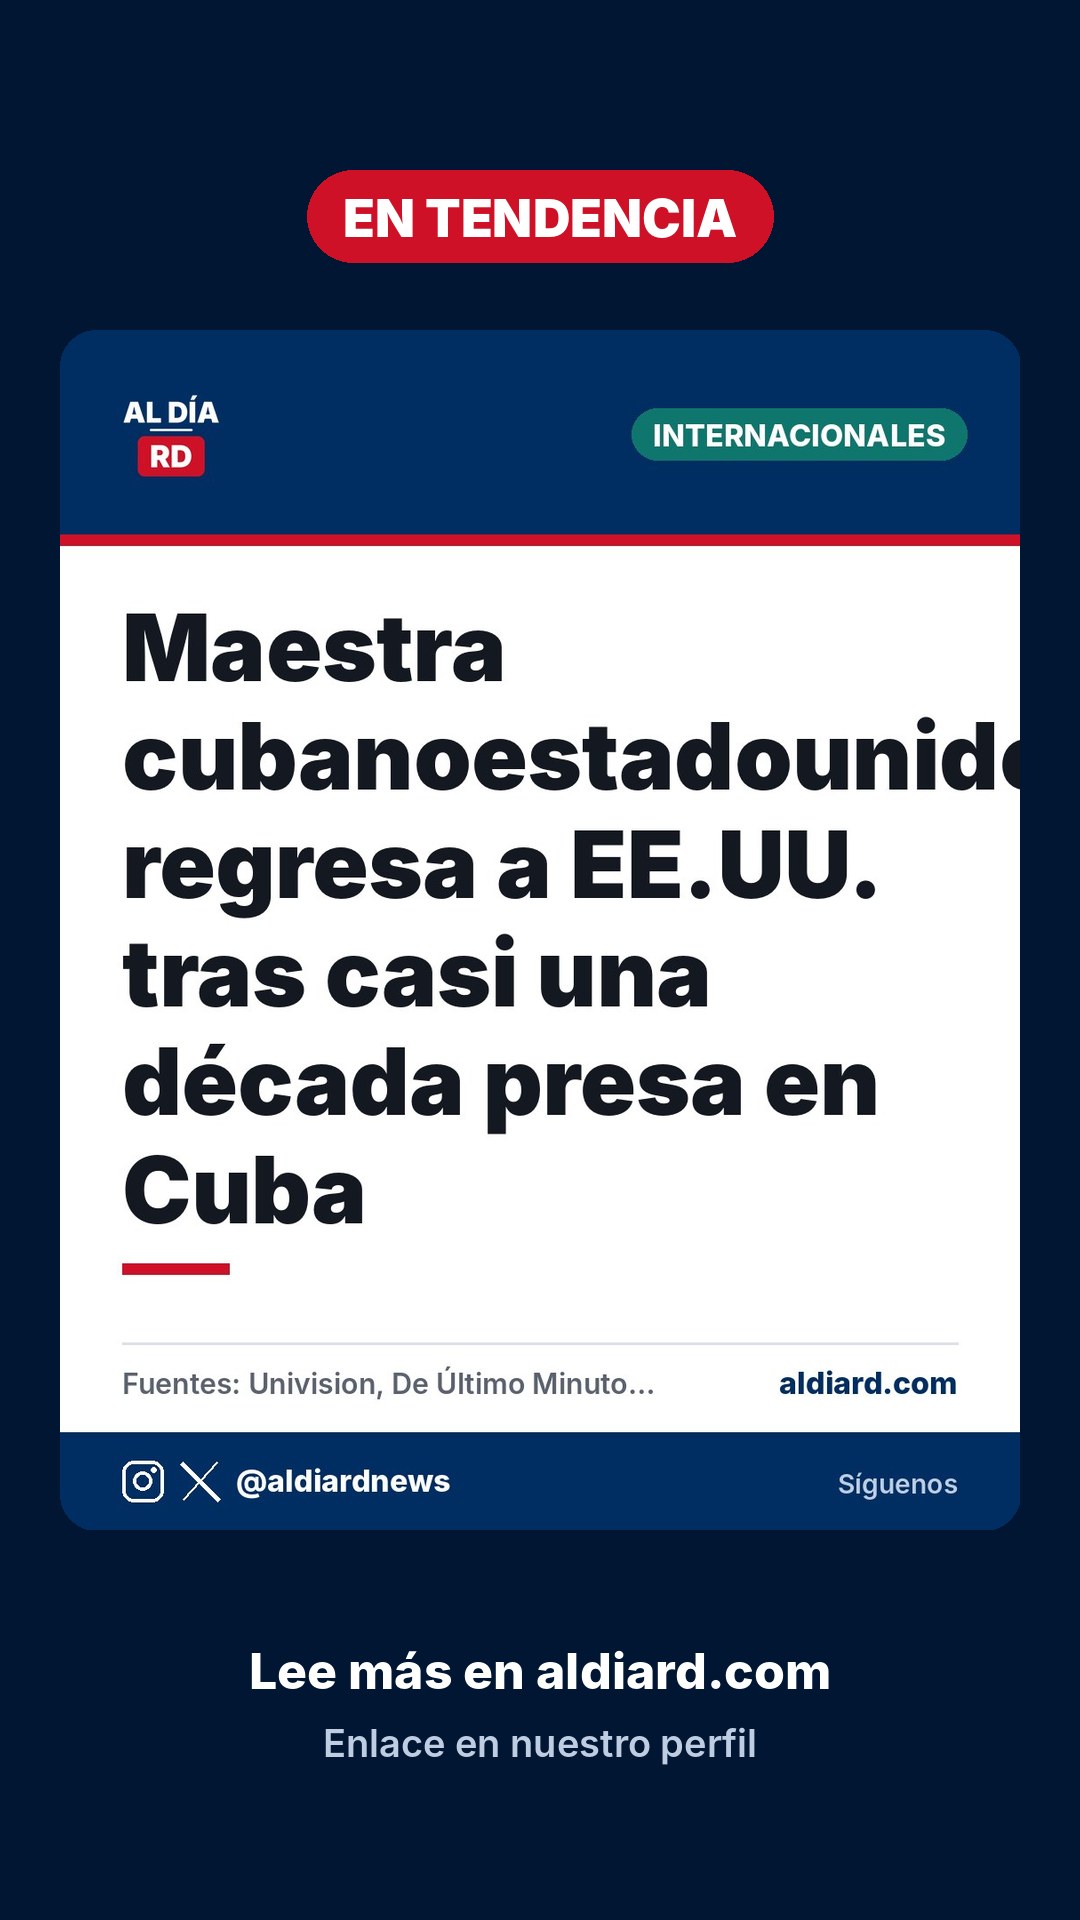 EN TENDENCIA
AL DÍA
RD
INTERNACIONALES
Maestra
cubanoestadounid
regresa a EE.UU.
tras casi una
década presa en
Cuba
Fuentes: Univision, De Último Minuto...
aldiard.com
@aldiardnews
Síguenos
Lee más en aldiard.com
Enlace en nuestro perfil